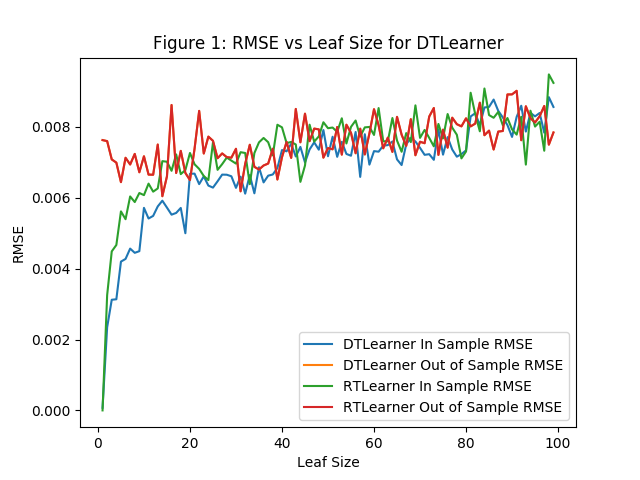 Figure 1: RMSE vs Leaf Size for DTLearner
RMSE
0.008
0.006
0.004
0.002
0.000
0
20
40
60
80
100
Leaf Size
DTLearner In Sample RMSE
DTLearner Out of Sample RMSE
RTLearner In Sample RMSE
RTLearner Out of Sample RMSE